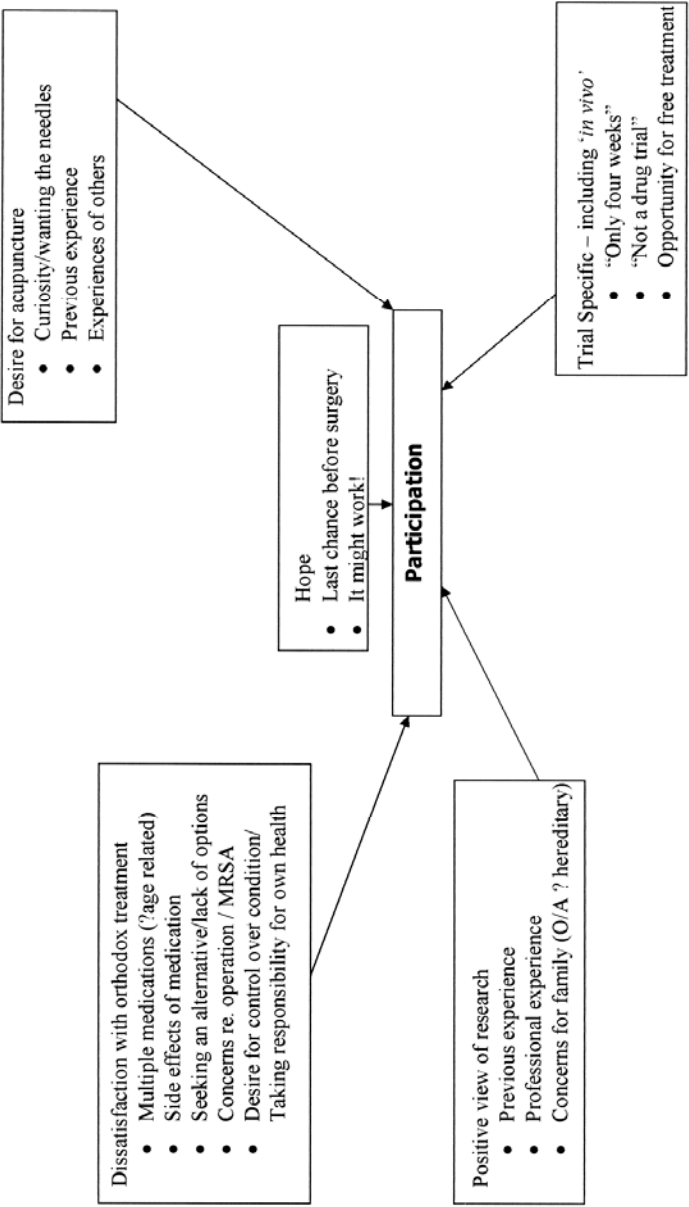 Dissatisfaction with orthodox treatment
• Multiple medications (?age related)
• Side effects of medication
• Seeking an alternative/lack of options
• Concerns re. operation / MRSA
• Desire for control over condition/
Taking responsibility for own health
Hope
• Last chance before surgery
• It might work!
Desire for acupuncture
• Curiosity/wanting the needles
• Previous experience
• Experiences of others
Participation
Positive view of research
• Previous experience
• Professional experience
• Concerns for family (O/A ? hereditary)
Trial Specific – including ‘in vivo’
• “Only four weeks”
• “Not a drug trial”
• Opportunity for free treatment